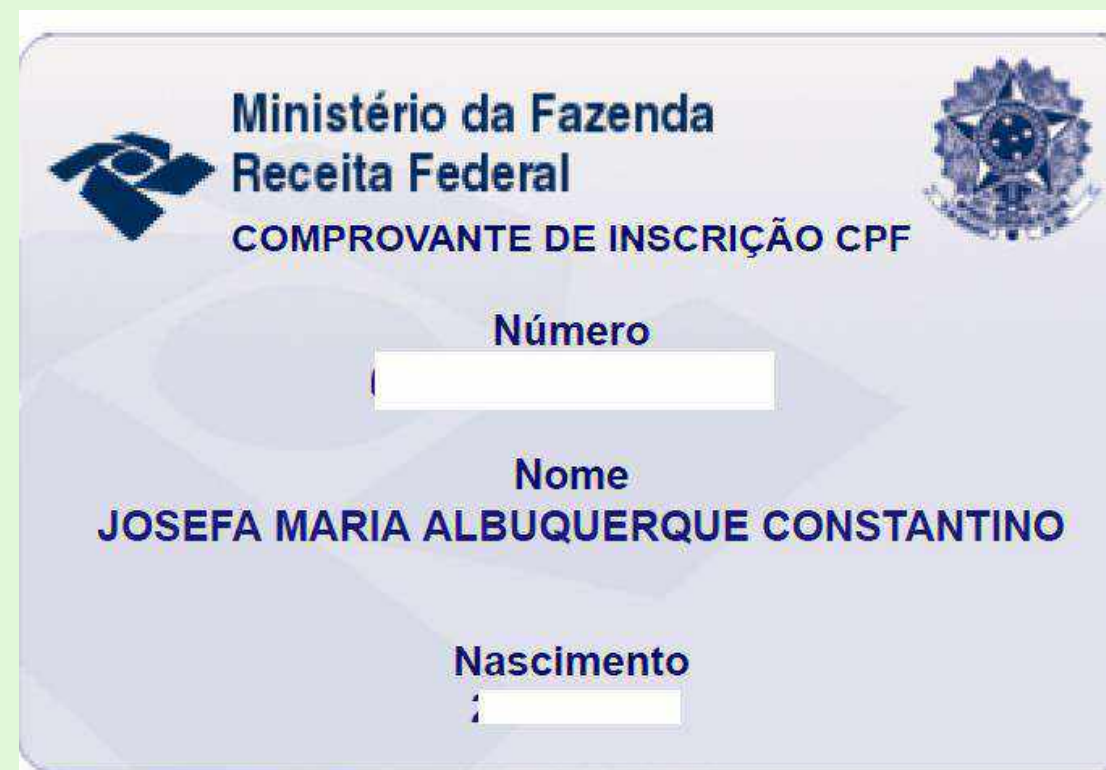 Ministério da Fazenda
Receita Federal
COMPROVANTE DE INSCRIÇÃO CPF
Número
Nome
JOSEFA MARIA ALBUQUERQUE CONSTANTINO
Nascimento